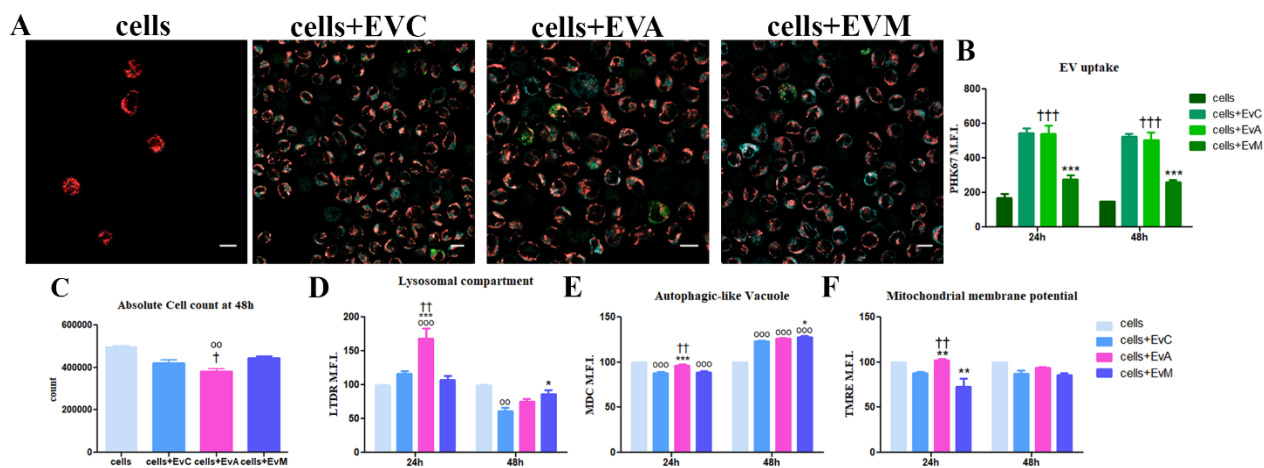 A
cells
cells+EVC
cells+EVA
cells+EVM
B
EV uptake
PHK67 M.F.I.
800
600
400
200
0
††† †††
*** ***
24h 48h
cells
cells+EvC
cells+EvA
cells+EvM
C
Absolute Cell count at 48h
count
600000
400000
200000
0
oo
†
cells cells+EvC cells+EvA cells+EvM
D
Lysosomal compartment
LTDR M.F.I.
200
150
100
50
0
††
***
ooo
oo
*
24h 48h
E
Autophagic-like Vacuole
MDC M.F.I.
200
150
100
50
0
ooo
††
***
ooo
ooo
ooo
*
ooo
24h 48h
F
Mitochondrial membrane potential
TMRE M.F.I.
200
150
100
50
0
††
**
**
24h 48h
cells
cells+EvC
cells+EvA
cells+EvM